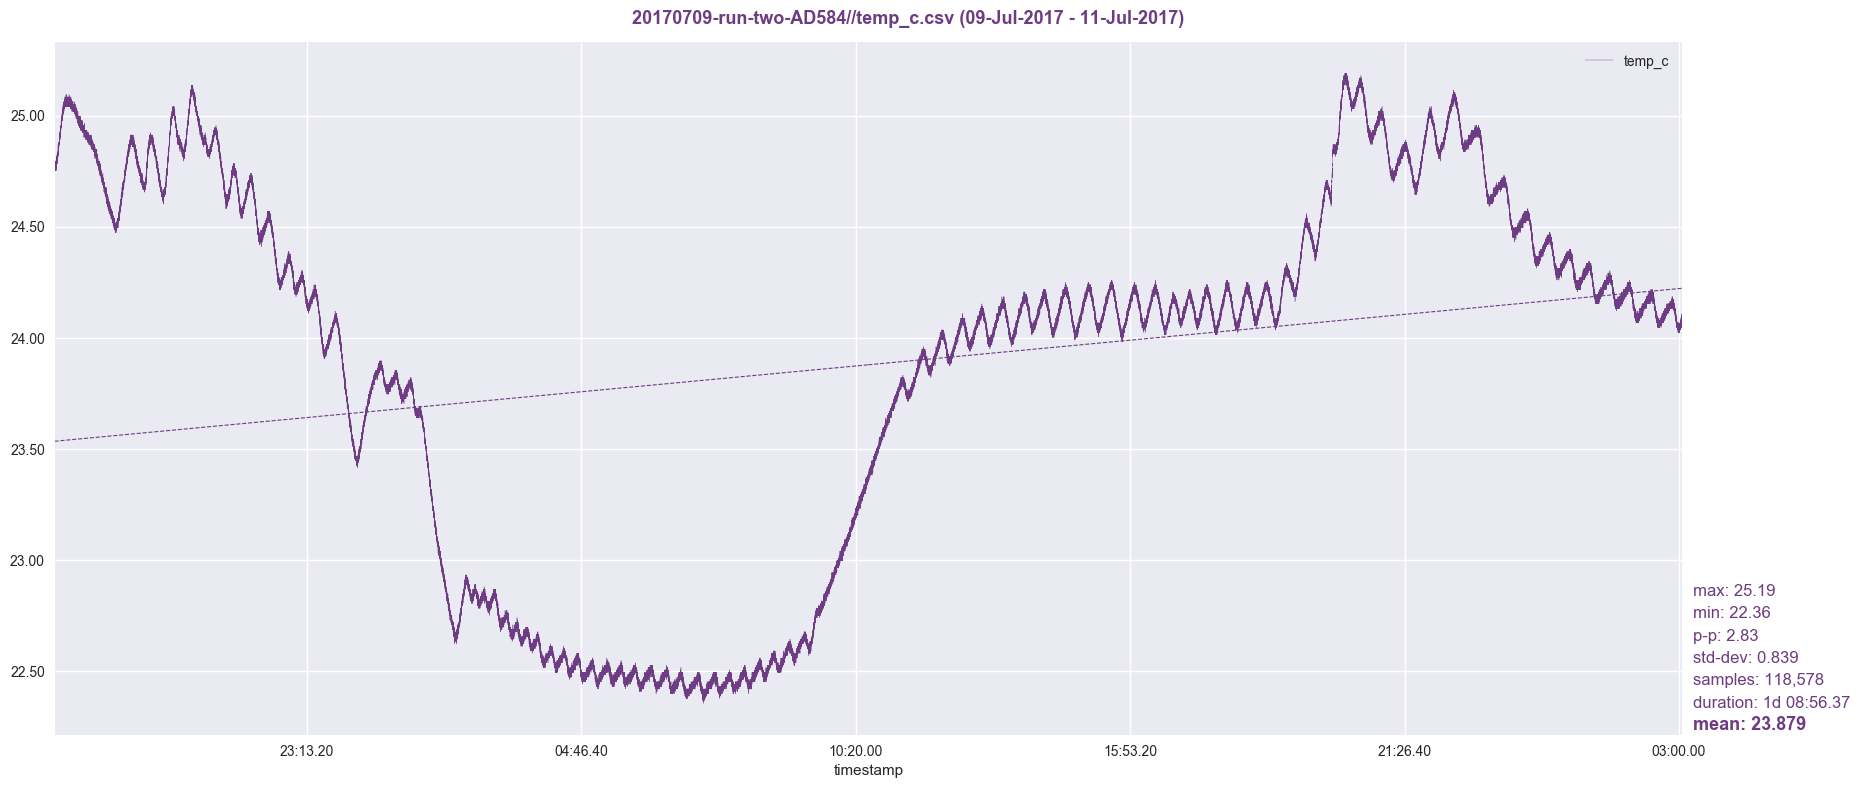 20170709-run-two-AD584//temp_c.csv (09-Jul-2017 - 11-Jul-2017)
temp_c
25.00
24.50
24.00
23.50
23.00
22.50
23:13.20
04:46.40
10:20.00
15:53.20
21:26.40
03:00.00
timestamp
max: 25.19
min: 22.36
p-p: 2.83
std-dev: 0.839
samples: 118,578
duration: 1d 08:56.37
mean: 23.879